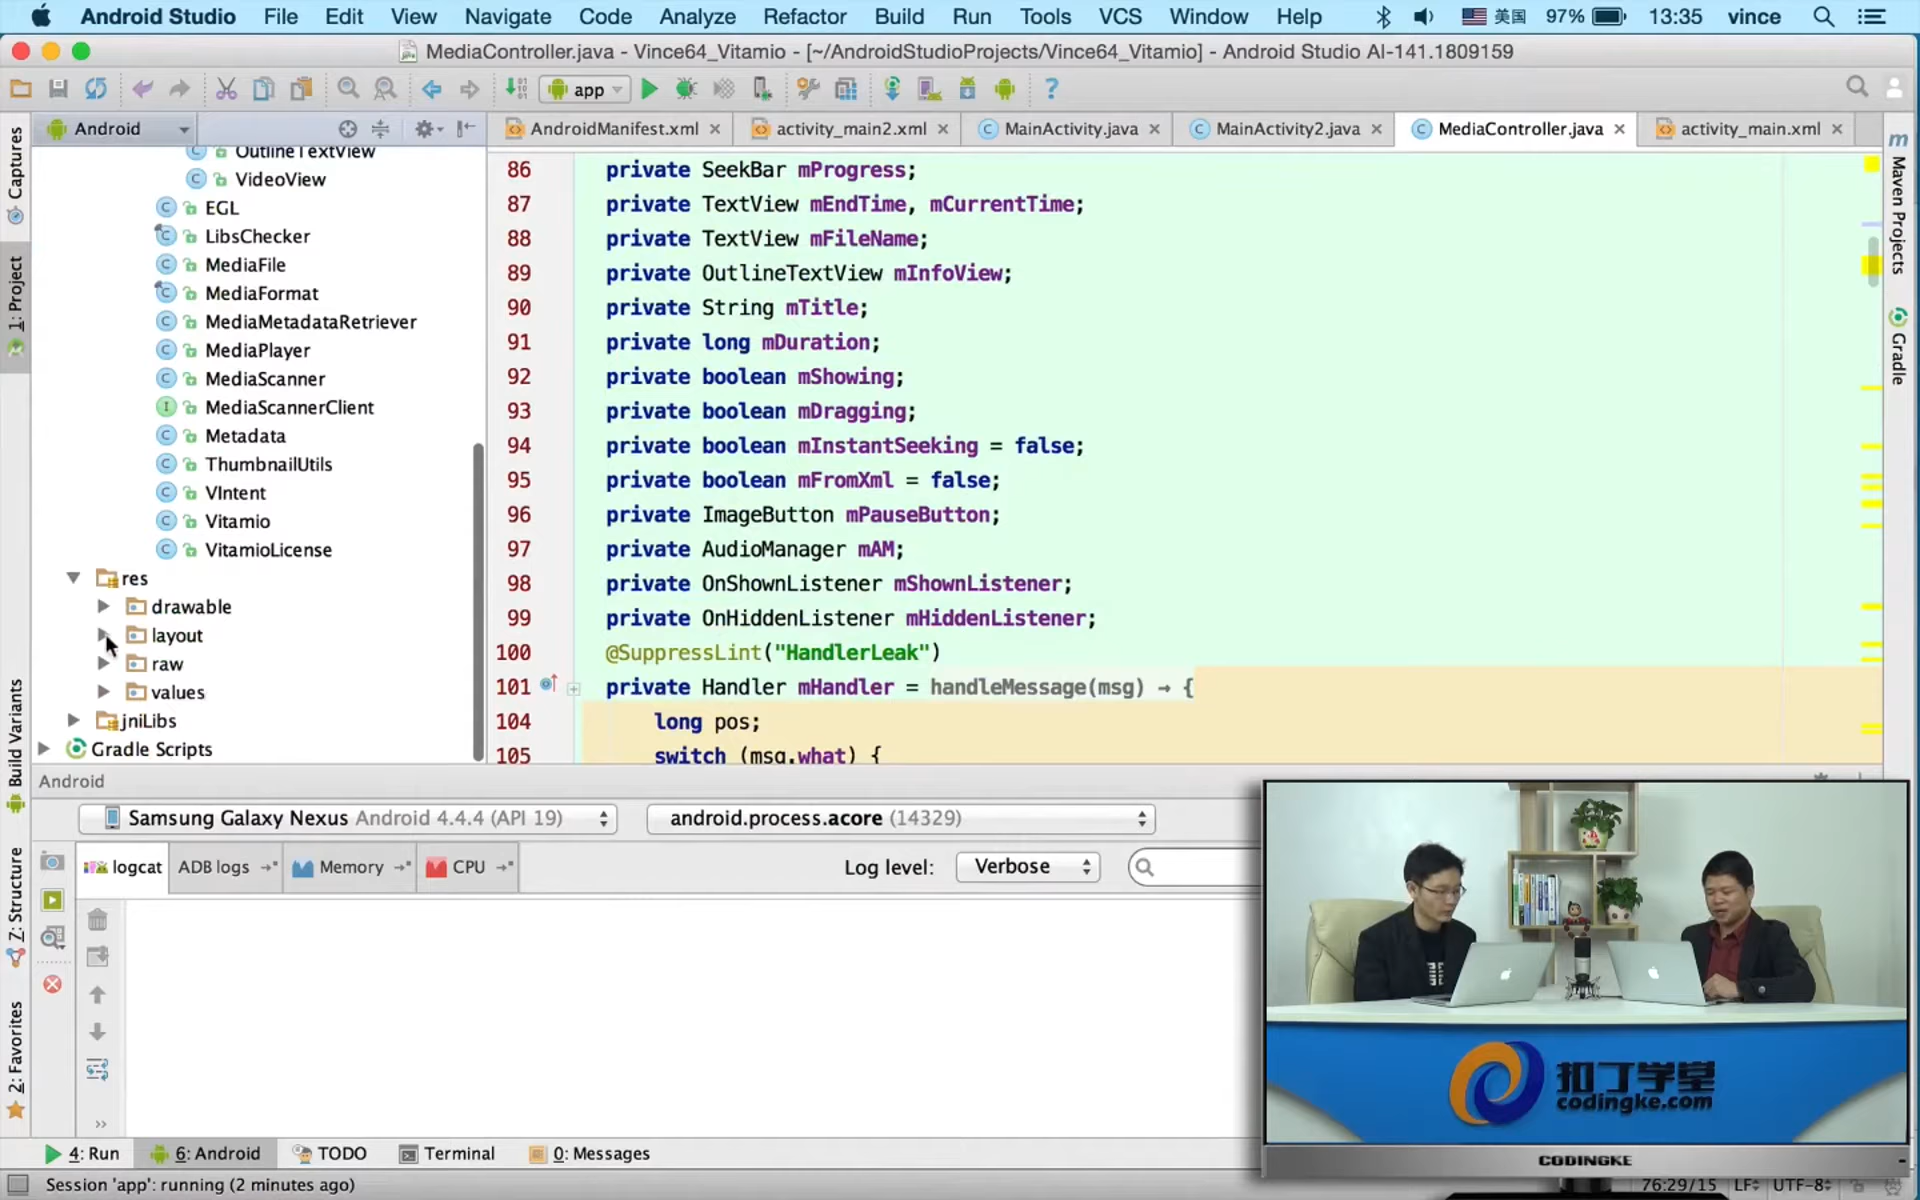 Android Studio File Edit View Navigate Code Analyze Refactor Build Run Tools VCS Window Help 美国 97% 13:35 vince
MediaController.java - Vince64_Vitamio - [~/AndroidStudioProjects/Vince64_Vitamio] - Android Studio AI-141.1809159
app
Android
AndroidManifest.xml activity_main2.xml MainActivity.java MainActivity2.java MediaController.java activity_main.xml
Captures
1: Project
Build Variants
Z: Structure
2: Favorites
OutlineTextView
VideoView
EGL
LibsChecker
MediaFile
MediaFormat
MediaMetadataRetriever
MediaPlayer
MediaScanner
MediaScannerClient
Metadata
ThumbnailUtils
VIntent
Vitamio
VitamioLicense
res
drawable
layout
raw
values
jniLibs
Gradle Scripts
86 private SeekBar mProgress;
87 private TextView mEndTime, mCurrentTime;
88 private TextView mFileName;
89 private OutlineTextView mInfoView;
90 private String mTitle;
91 private long mDuration;
92 private boolean mShowing;
93 private boolean mDragging;
94 private boolean mInstantSeeking = false;
95 private boolean mFromXml = false;
96 private ImageButton mPauseButton;
97 private AudioManager mAM;
98 private OnShownListener mShownListener;
99 private OnHiddenListener mHiddenListener;
100 @SuppressLint("HandlerLeak")
101 private Handler mHandler = handleMessage(msg) → {
104 long pos;
105 switch (msg.what) {
Maven Projects
Gradle
Android
Samsung Galaxy Nexus Android 4.4.4 (API 19) android.process.acore (14329)
logcat ADB logs Memory CPU Log level: Verbose
扣丁学堂
codingke.com
CODINGKE
4: Run 6: Android TODO Terminal 0: Messages
Session 'app': running (2 minutes ago) 76:29/15 LF UTF-8